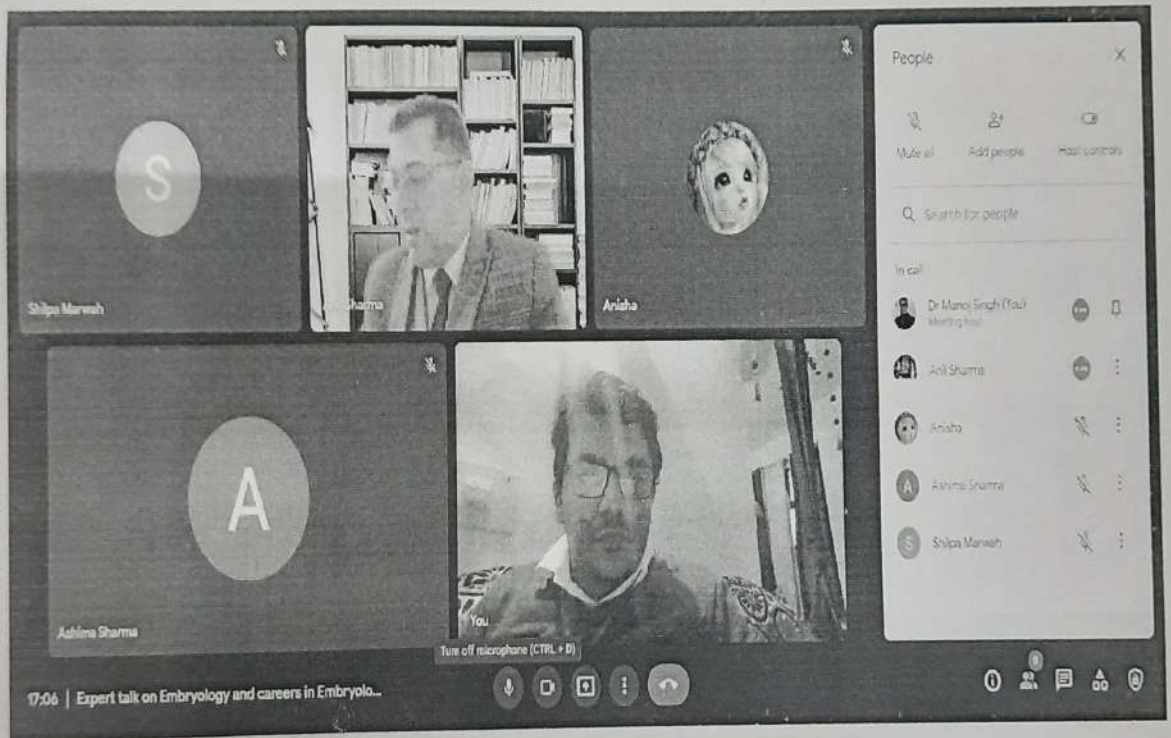 S
Shilpa Marwah
Sharma
Anisha
A
Ashima Sharma
You
Turn off microphone (CTRL + D)
17:06 | Expert talk on Embryology and careers in Embryolo...
People
Mute all
Add people
Host controls
Search for people
In call
Dr Manoj Singh (You)
Meeting host
Anil Sharma
Anisha
A
Ashima Sharma
S
Shilpa Marwah